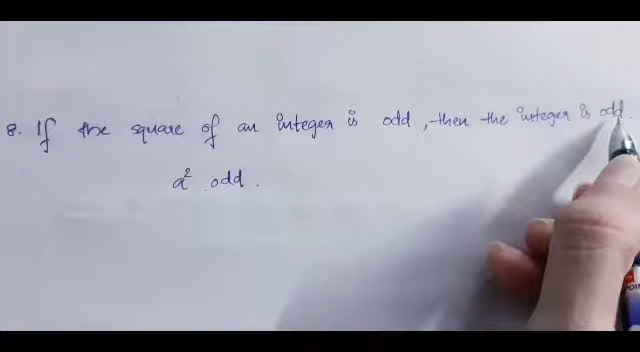 8. If the square of an integer is odd, then the integer is odd.
a² odd.